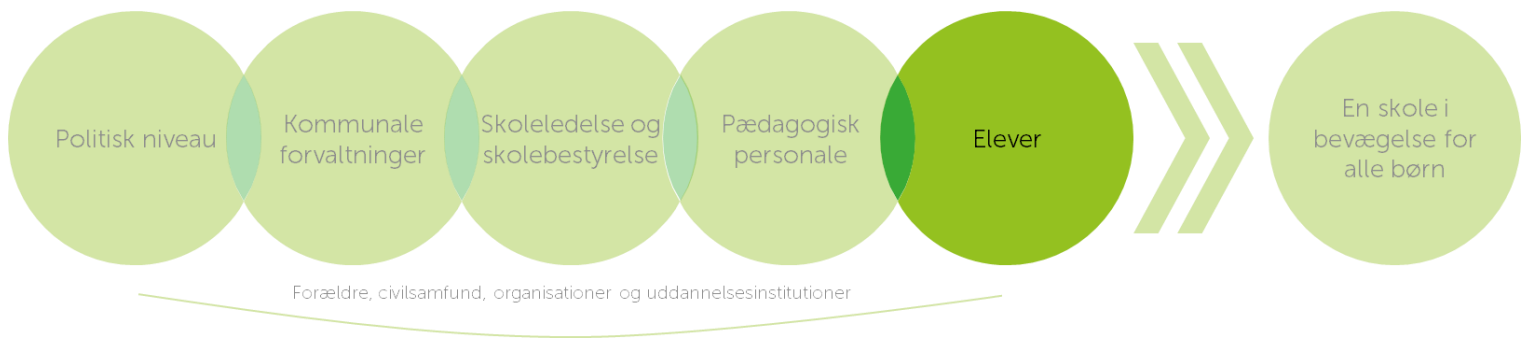 Politisk niveau
Kommunale
forvaltninger
Skoleledelse og
skolebestyrelse
Pædagogisk
personale
Elever
En skole i
bevægelse for
alle børn
Forældre, civilsamfund, organisationer og uddannelsesinstitutioner